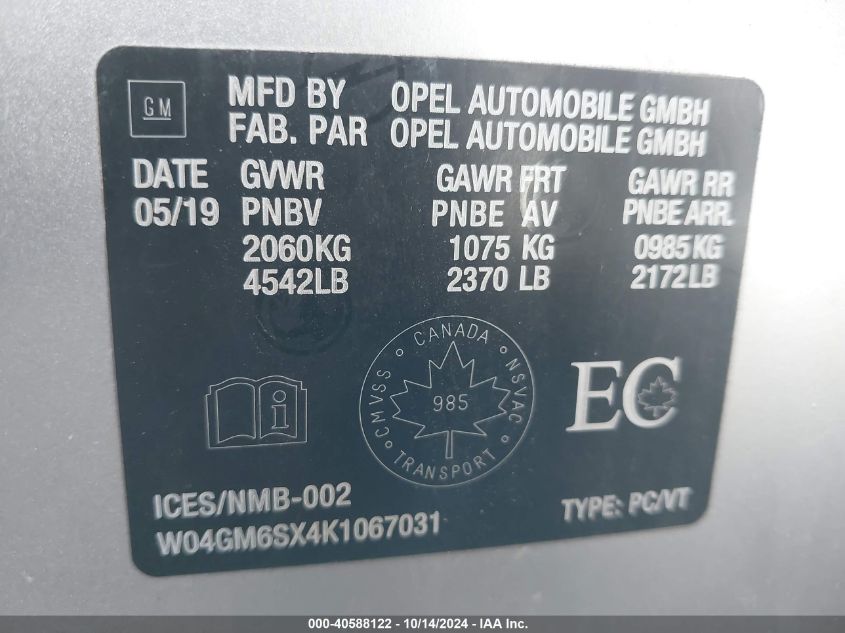 GM
MFD BY OPEL AUTOMOBILE GMBH
FAB. PAR OPEL AUTOMOBILE GMBH
DATE GVWR GAWR FRT GAWR RR
05/19 PNBV PNBE AV PNBE ARR.
2060KG 1075 KG 0985KG
4542LB 2370 LB 2172LB
CANADA
CMVSS 985 NSVAC
TRANSPORT
i
EC
ICES/NMB-002 TYPE: PC/VT
W04GM6SX4K1067031
000-40588122 - 10/14/2024 - IAA Inc.